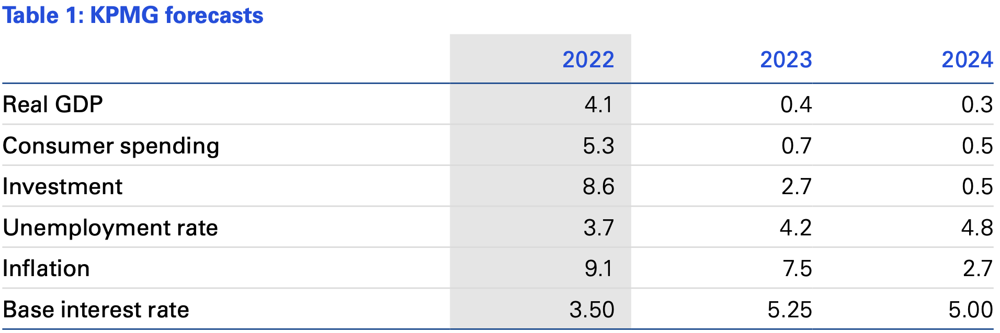 Table 1: KPMG forecasts
2022 2023 2024
Real GDP 4.1 0.4 0.3
Consumer spending 5.3 0.7 0.5
Investment 8.6 2.7 0.5
Unemployment rate 3.7 4.2 4.8
Inflation 9.1 7.5 2.7
Base interest rate 3.50 5.25 5.00